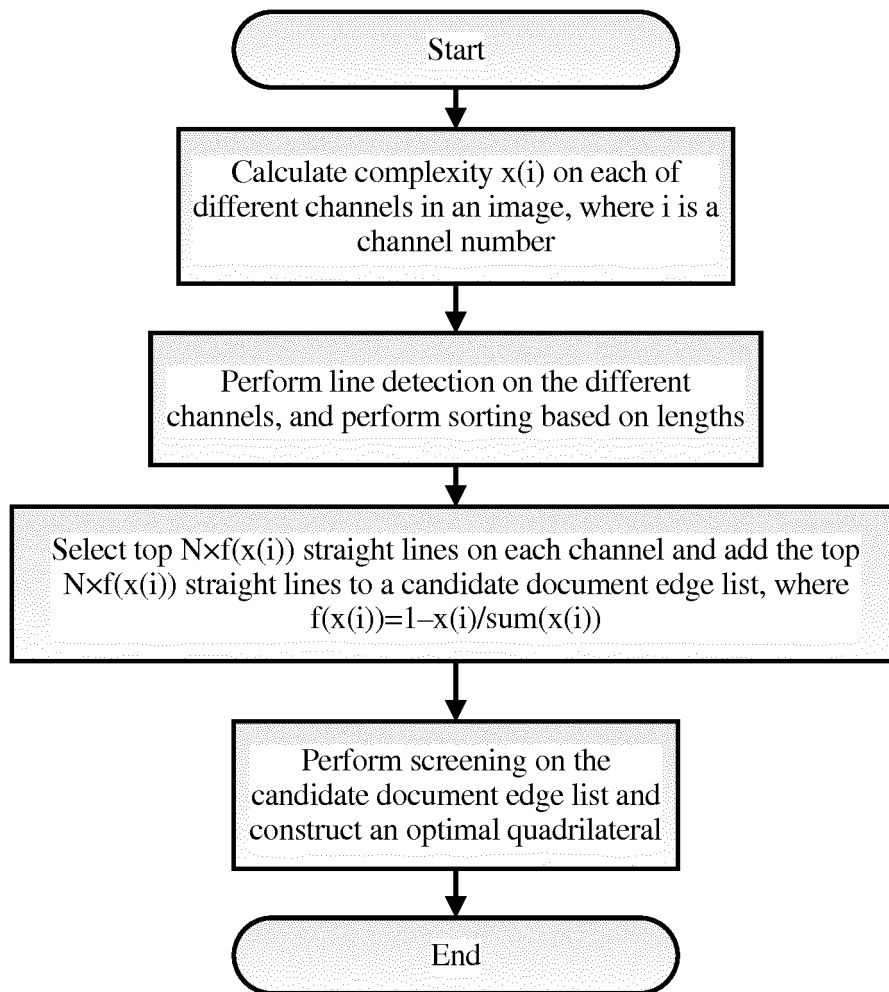 Start
Calculate complexity x(i) on each of
different channels in an image, where i is a
channel number
Perform line detection on the different
channels, and perform sorting based on lengths
Select top N×f(x(i)) straight lines on each channel and add the top
N×f(x(i)) straight lines to a candidate document edge list, where
f(x(i))=1–x(i)/sum(x(i))
Perform screening on the
candidate document edge list and
construct an optimal quadrilateral
End